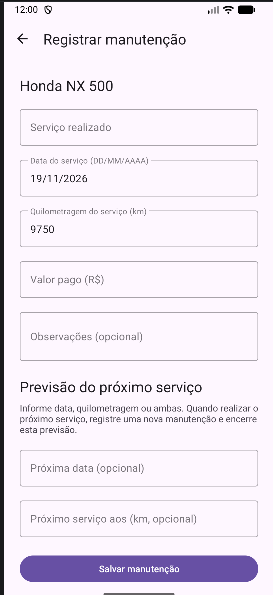 12:00
Registrar manutenção
Honda NX 500
Serviço realizado
Data do serviço (DD/MM/AAAA)
19/11/2026
Quilometragem do serviço (km)
9750
Valor pago (R$)
Observações (opcional)
Previsão do próximo serviço
Informe data, quilometragem ou ambas. Quando realizar o
próximo serviço, registre uma nova manutenção e encerre
esta previsão.
Próxima data (opcional)
Próximo serviço aos (km, opcional)
Salvar manutenção